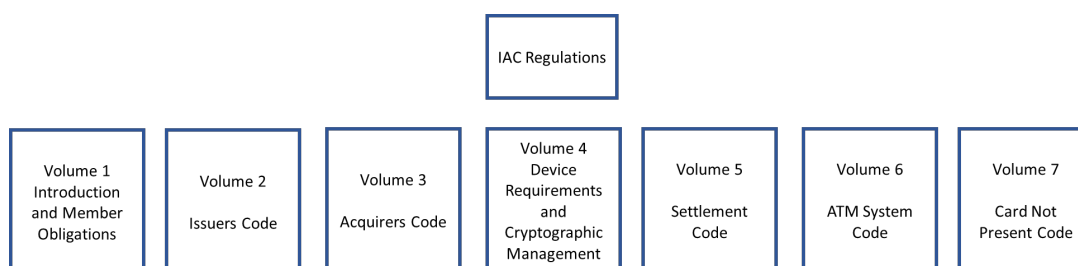 IAC Regulations
Volume 1
Introduction
and Member
Obligations
Volume 2
Issuers Code
Volume 3
Acquirers Code
Volume 4
Device
Requirements
and
Cryptographic
Management
Volume 5
Settlement
Code
Volume 6
ATM System
Code
Volume 7
Card Not
Present Code